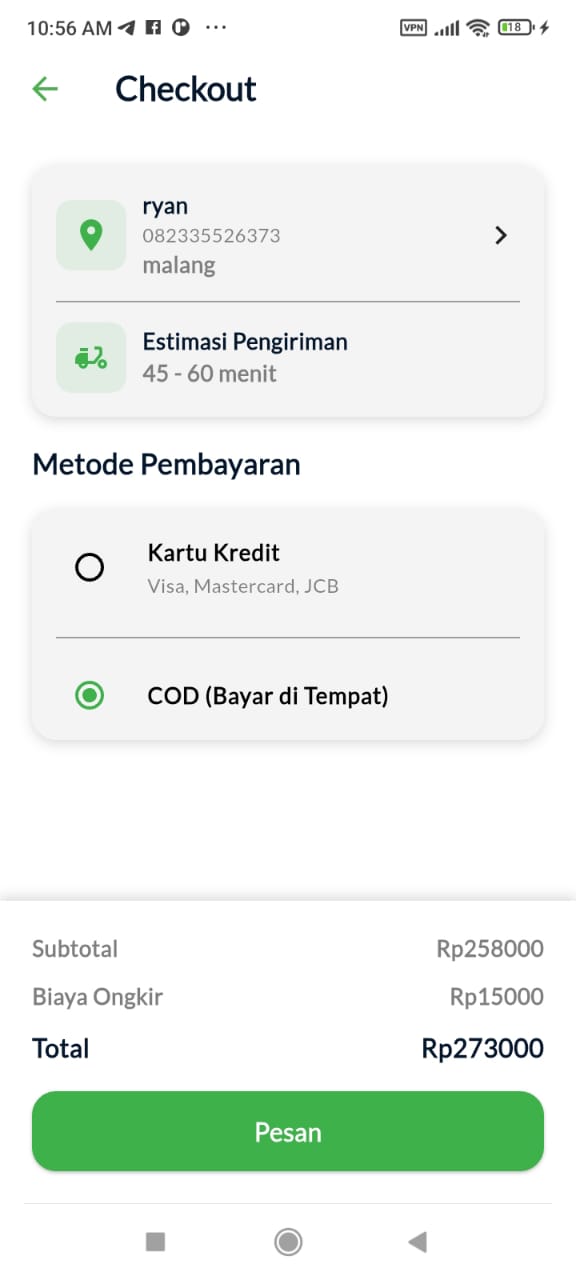 10:56 AM
VPN
18
Checkout
ryan
082335526373
malang
Estimasi Pengiriman
45 - 60 menit
Metode Pembayaran
Kartu Kredit
Visa, Mastercard, JCB
COD (Bayar di Tempat)
Subtotal Rp258000
Biaya Ongkir Rp15000
Total Rp273000
Pesan